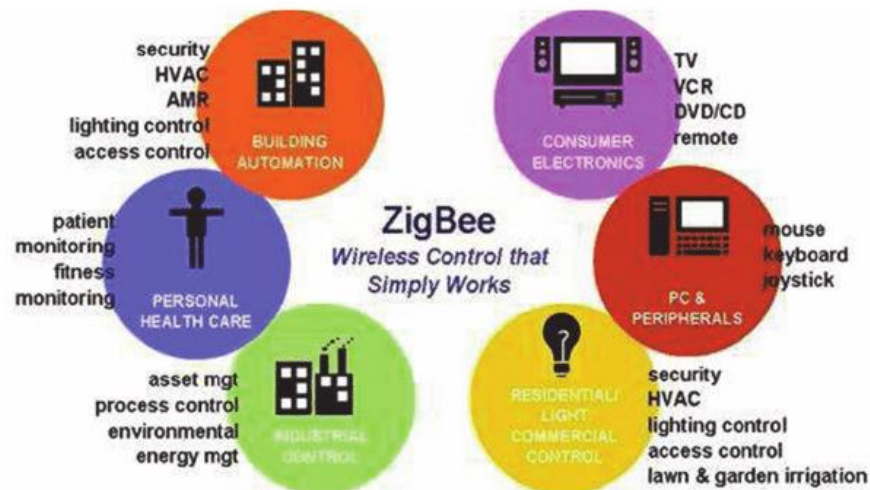 security
HVAC
AMR
lighting control
access control
BUILDING
AUTOMATION
TV
VCR
DVD/CD
remote
CONSUMER
ELECTRONICS
patient
monitoring
fitness
monitoring
PERSONAL
HEALTH CARE
ZigBee
Wireless Control that
Simply Works
mouse
keyboard
joystick
PC &
PERIPHERALS
asset mgt
process control
environmental
energy mgt
INDUSTRIAL
CONTROL
RESIDENTIAL/
LIGHT
COMMERCIAL
CONTROL
security
HVAC
lighting control
access control
lawn & garden irrigation